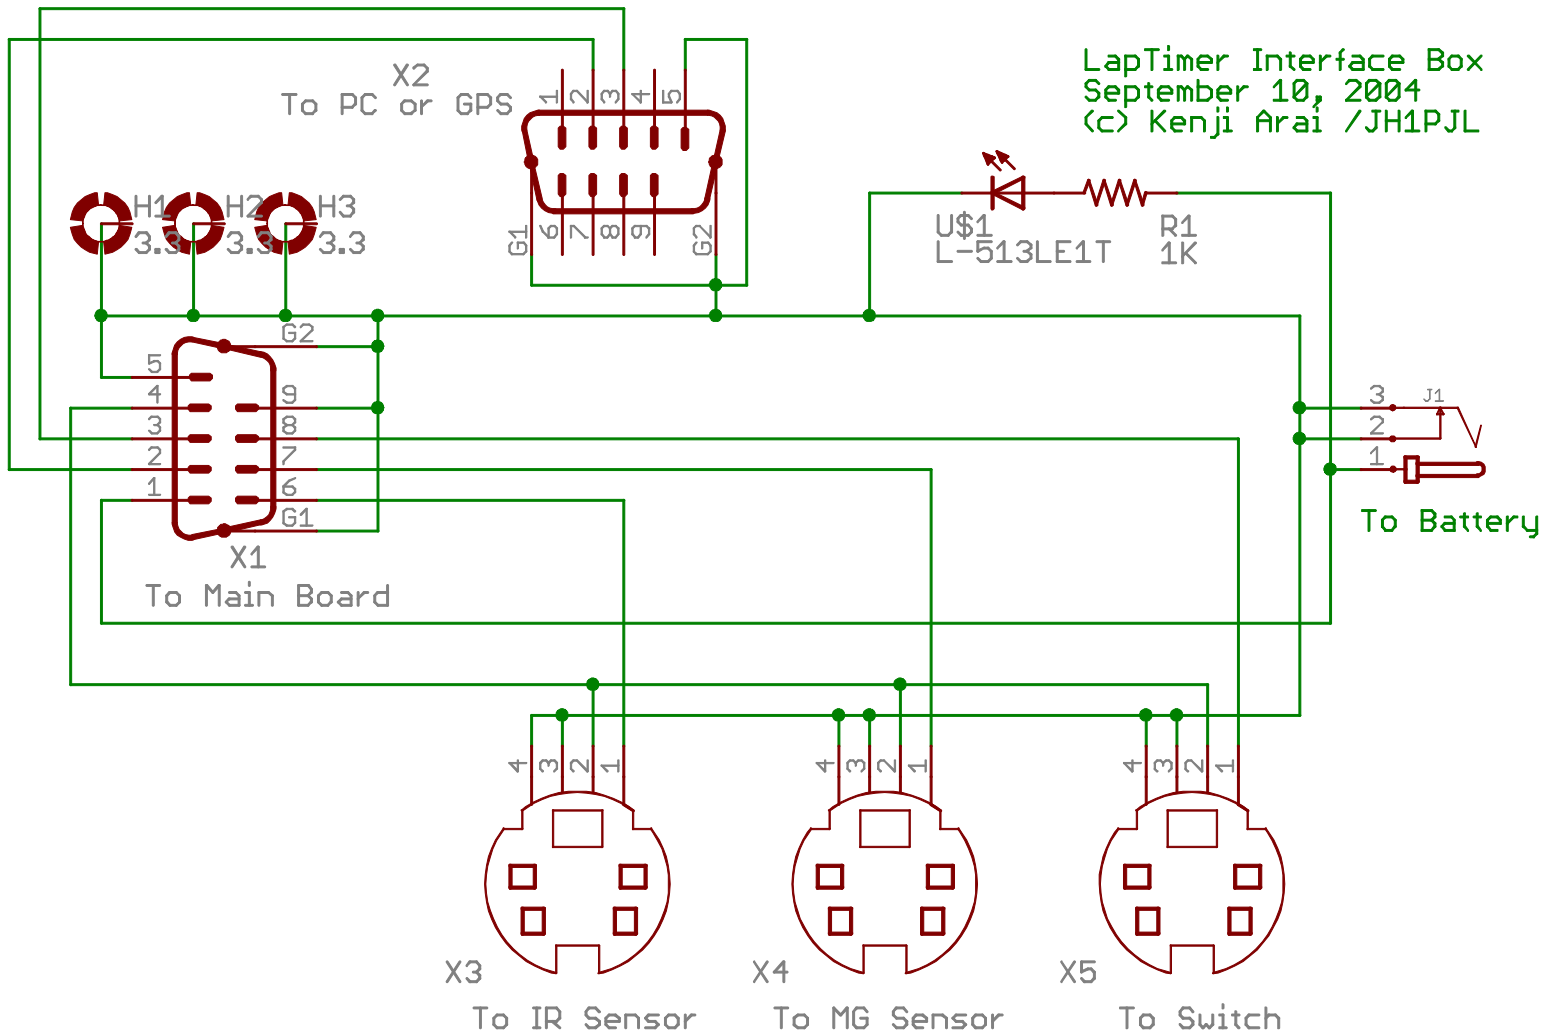 LapTimer Interface Box
September 10, 2004
(c) Kenji Arai /JH1PJL
X2
To PC or GPS
1 2 3 4 5
G1 6 7 8 9 G2
H1 H2 H3
3.3 3.3 3.3
U$1
L-513LE1T
R1
1K
G2
5
4 9
3 8
2 7
1 6
G1
X1
To Main Board
3 J1
2
1
To Battery
4 3 2 1
4 3 2 1
4 3 2 1
X3
To IR Sensor
X4
To MG Sensor
X5
To Switch